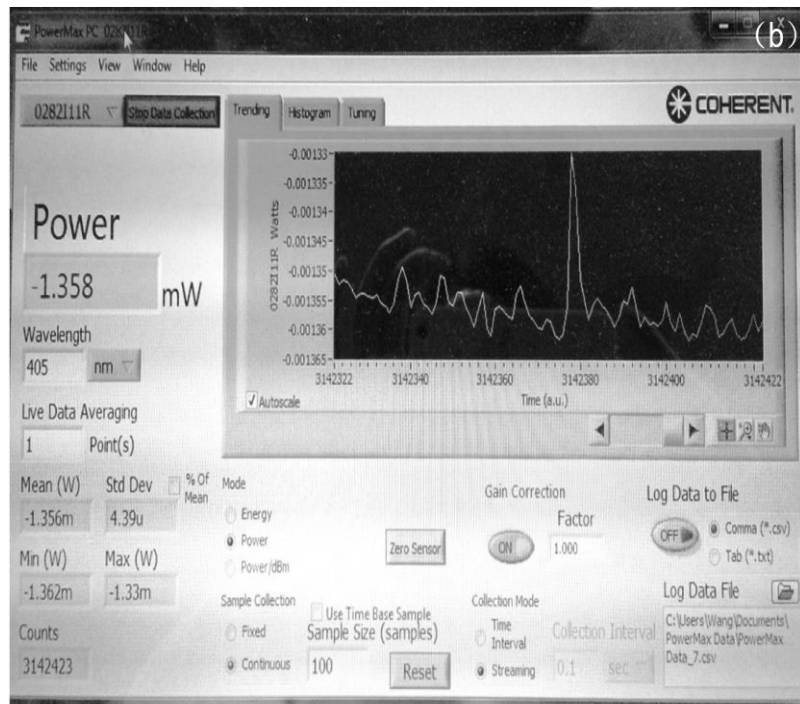 PowerMax PC
(b)
File Settings View Window Help
0282I11R Stop Data Collection
Trending Histogram Tuning
COHERENT.
Power
-1.358 mW
Wavelength
405 nm
Live Data Averaging
1 Point(s)
0282I11R Watts
-0.00133
-0.001335
-0.00134
-0.001345
-0.00135
-0.001355
-0.00136
-0.001365
3142322 3142340 3142360 3142380 3142400 3142422
Time (a.u.)
Autoscale
Mean (W) Std Dev % Of Mean
-1.356m 4.39u
Min (W) Max (W)
-1.362m -1.33m
Counts
3142423
Mode
Energy
Power
Power/dBm
Zero Sensor
Sample Collection
Fixed
Continuous
Use Time Base Sample
Sample Size (samples)
100 Reset
Gain Correction
ON
Factor
1.000
Collection Mode
Time Interval
Streaming
Collection Interval
0.1 sec
Log Data to File
OFF
Comma (*.csv)
Tab (*.txt)
Log Data File
C:\Users\Wang\Documents\
PowerMax Data\PowerMax
Data_7.csv